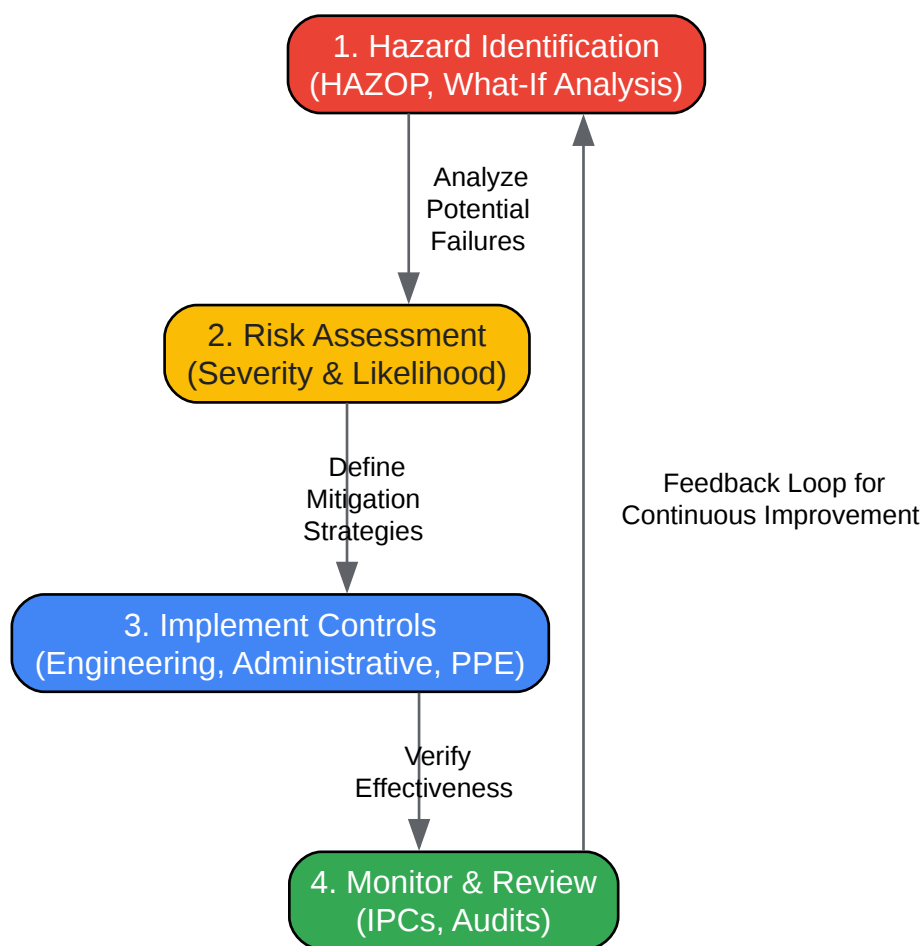 1. Hazard Identification
(HAZOP, What-If Analysis)
Analyze
Potential
Failures
2. Risk Assessment
(Severity & Likelihood)
Define
Mitigation
Strategies
Feedback Loop for
Continuous Improvement
3. Implement Controls
(Engineering, Administrative, PPE)
Verify
Effectiveness
4. Monitor & Review
(IPCs, Audits)